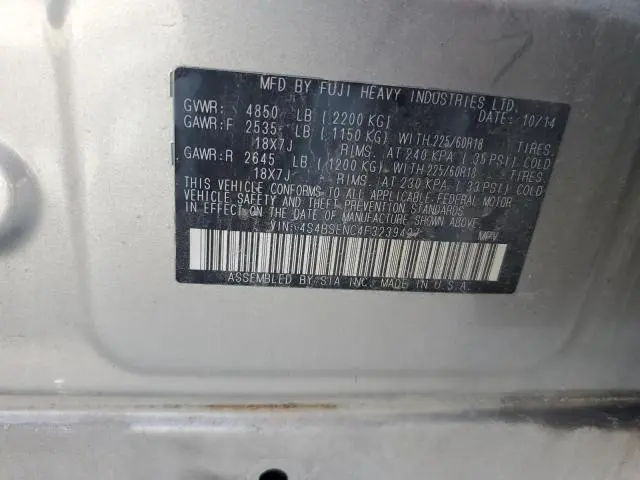 MFD BY FUJI HEAVY INDUSTRIES LTD.
GVWR: 4850 LB ( 2200 KG) DATE: 10/14
GAWR:F 2535 LB ( 1150 KG) WITH 225/60R18 TIRES,
18X7J RIMS, AT 240 KPA ( 35 PSI) COLD
GAWR:R 2645 LB ( 1200 KG) WITH 225/60R18 TIRES,
18X7J RIMS, AT 230 KPA ( 33 PSI) COLD
THIS VEHICLE CONFORMS TO ALL APPLICABLE FEDERAL MOTOR
VEHICLE SAFETY AND THEFT PREVENTION STANDARDS
IN EFFECT ON THE DATE OF MANUFACTURE SHOWN ABOVE.
VIN: MPV
ASSEMBLED BY SIA INC. MADE IN U.S.A.